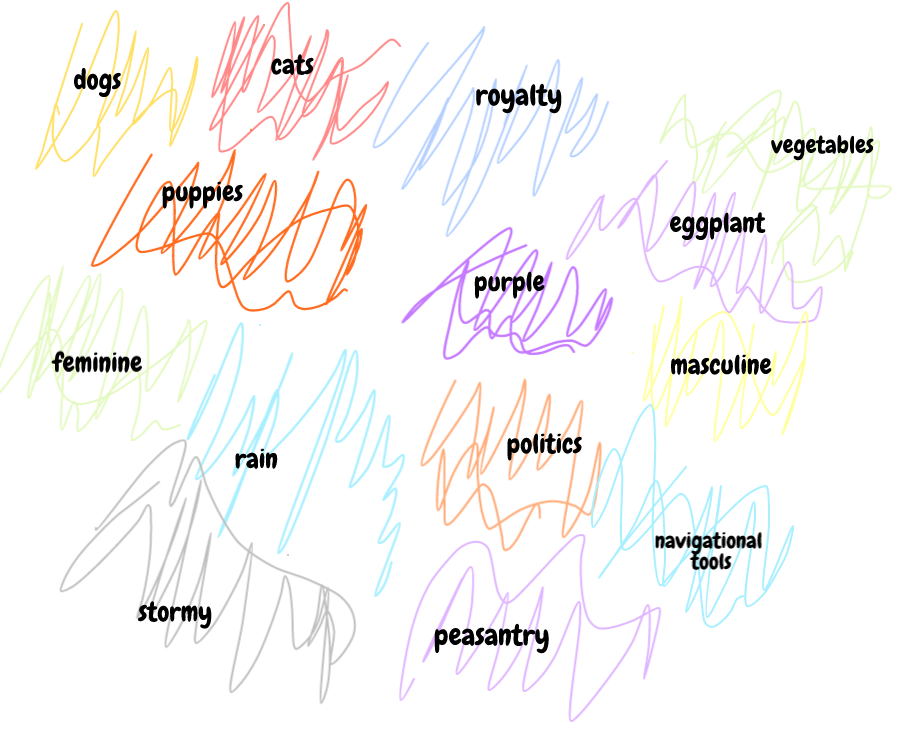 dogs
cats
royalty
vegetables
puppies
eggplant
purple
feminine
masculine
politics
rain
navigational
tools
stormy
peasantry